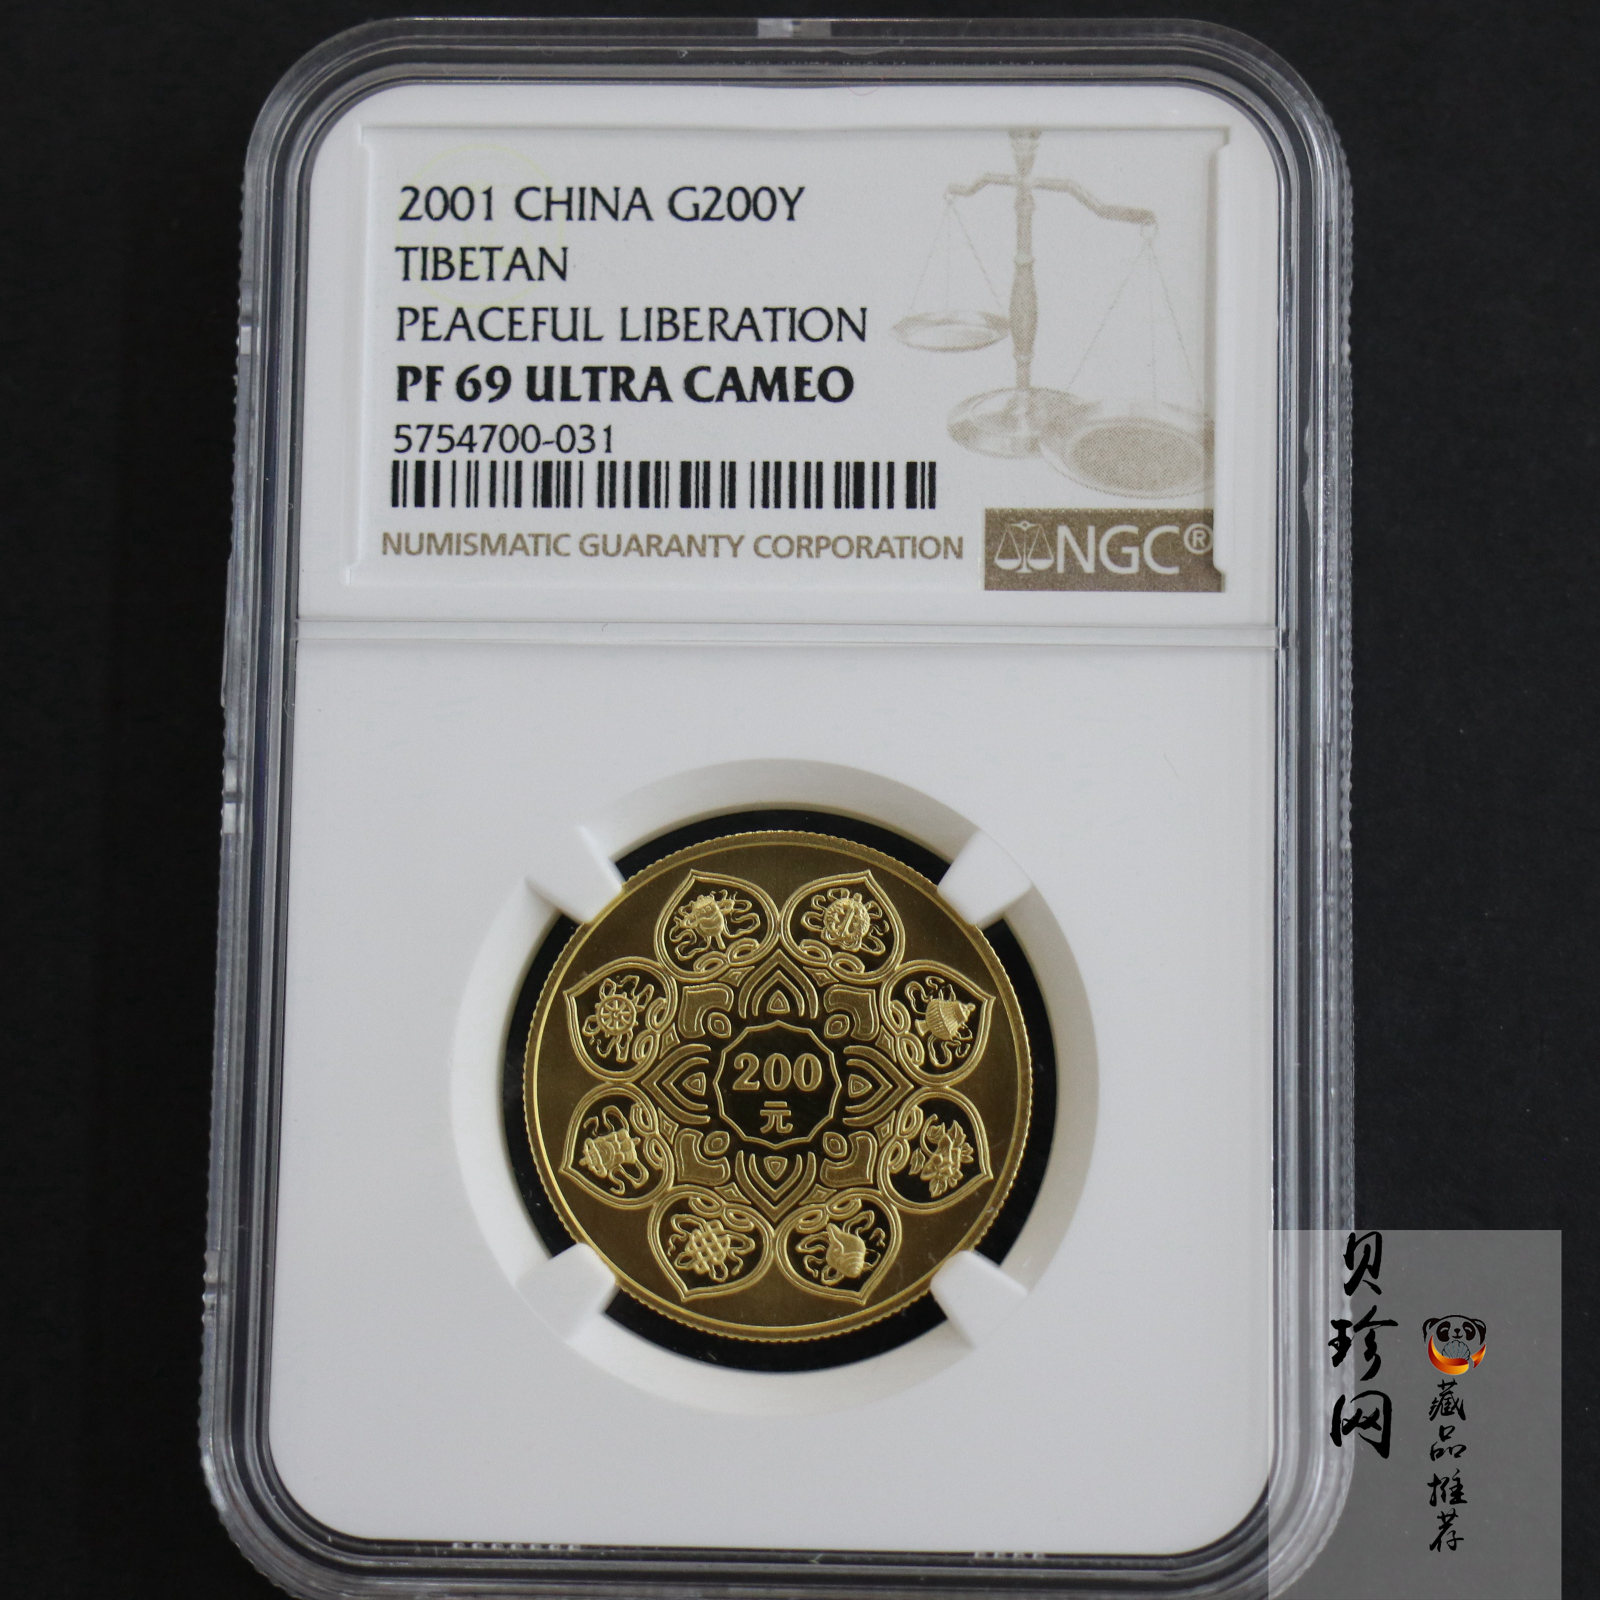 2001 CHINA G200Y
TIBETAN
PEACEFUL LIBERATION
PF 69 ULTRA CAMEO
5754700-031
NUMISMATIC GUARANTY CORPORATION
NGC®
200
元
贝珍网
藏品推荐